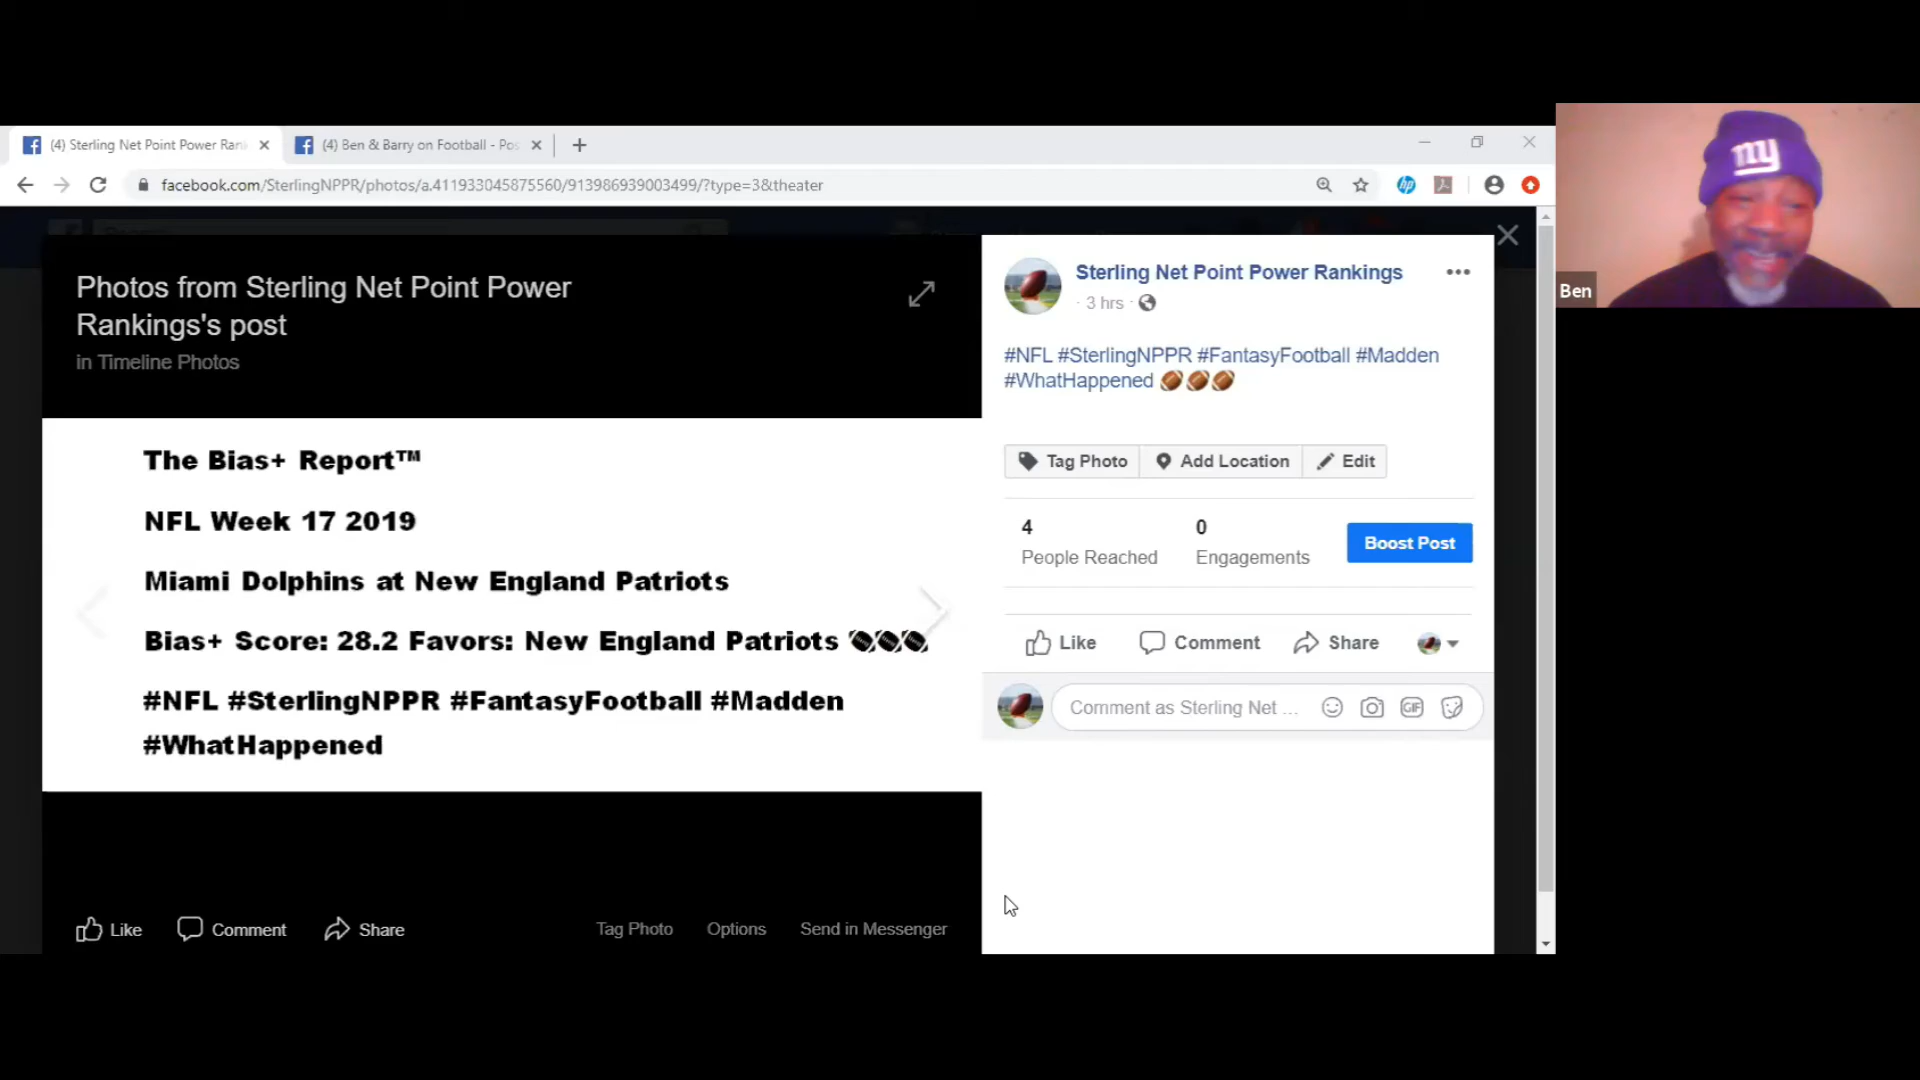 (4) Sterling Net Point Power Rank
(4) Ben & Barry on Football - Pos
facebook.com/SterlingNPPR/photos/a.411933045875560/913986939003499/?type=3&theater
hp
my
Ben
Photos from Sterling Net Point Power
Rankings's post
in Timeline Photos
The Bias+ Report™
NFL Week 17 2019
Miami Dolphins at New England Patriots
Bias+ Score: 28.2 Favors: New England Patriots 🏈🏈🏈
#NFL #SterlingNPPR #FantasyFootball #Madden
#WhatHappened
Like Comment Share Tag Photo Options Send in Messenger
Sterling Net Point Power Rankings
· 3 hrs ·
#NFL #SterlingNPPR #FantasyFootball #Madden
#WhatHappened 🏈🏈🏈
Tag Photo Add Location Edit
4 0
People Reached Engagements
Boost Post
Like Comment Share
Comment as Sterling Net ... GIF